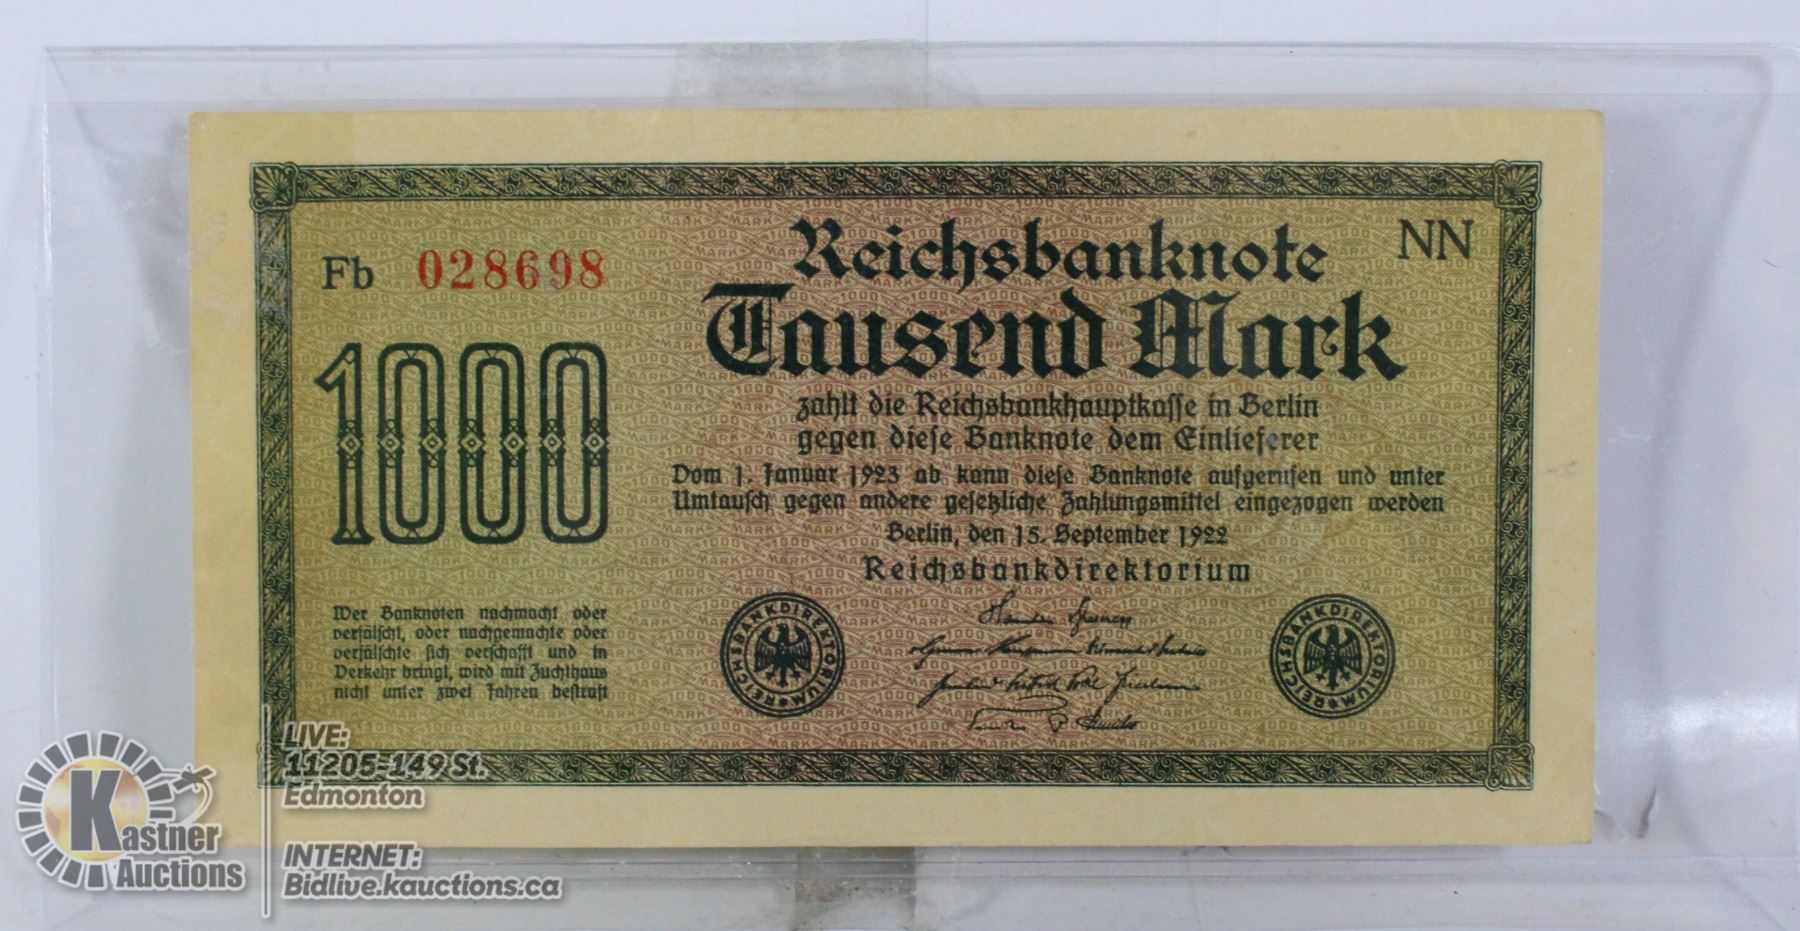 Fb 028698
Reichsbanknote
NN
Tausend Mark
1000
zahlt die Reichsbankhauptkasse in Berlin
gegen diese Banknote dem Einlieferer
Vom 1. Januar 1923 ab kann diese Banknote aufgerufen und unter
Umtausch gegen andere gesetzliche Zahlungsmittel eingezogen werden
Berlin, den 15. September 1922
Reichsbankdirektorium
Wer Banknoten nachmacht oder
verfälscht, oder nachgemachte oder
verfälschte sich verschafft und in
Verkehr bringt, wird mit Zuchthaus
nicht unter zwei Jahren bestraft
REICHSBANKDIREKTORIUM
REICHSBANKDIREKTORIUM
K
Kastner
Auctions
LIVE:
11205-149 St.
Edmonton
INTERNET:
Bidlive.kauctions.ca